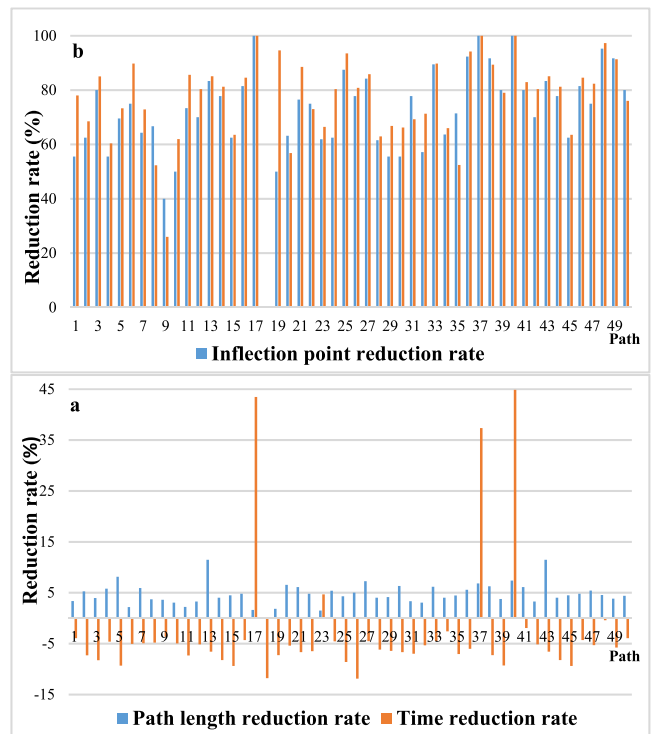 b
Reduction rate (%)
100
80
60
40
20
0
1 3 5 7 9 11 13 15 17 19 21 23 25 27 29 31 33 35 37 39 41 43 45 47 49
Path
Inflection point reduction rate
a
Reduction rate (%)
45
35
25
15
5
-5
-15
1 3 5 7 9 11 13 15 17 19 21 23 25 27 29 31 33 35 37 39 41 43 45 47 49
Path
Path length reduction rate Time reduction rate